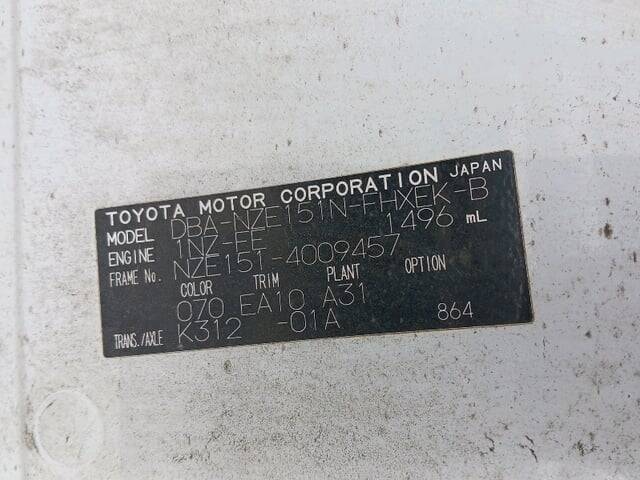 TOYOTA MOTOR CORPORATION JAPAN
MODEL DBA-NZE151N-FHXEK-B
ENGINE 1NZ-FE 1496 mL
FRAME No. NZE151-4009457
COLOR TRIM PLANT OPTION
070 EA10 A31
TRANS./AXLE K312 -01A 864